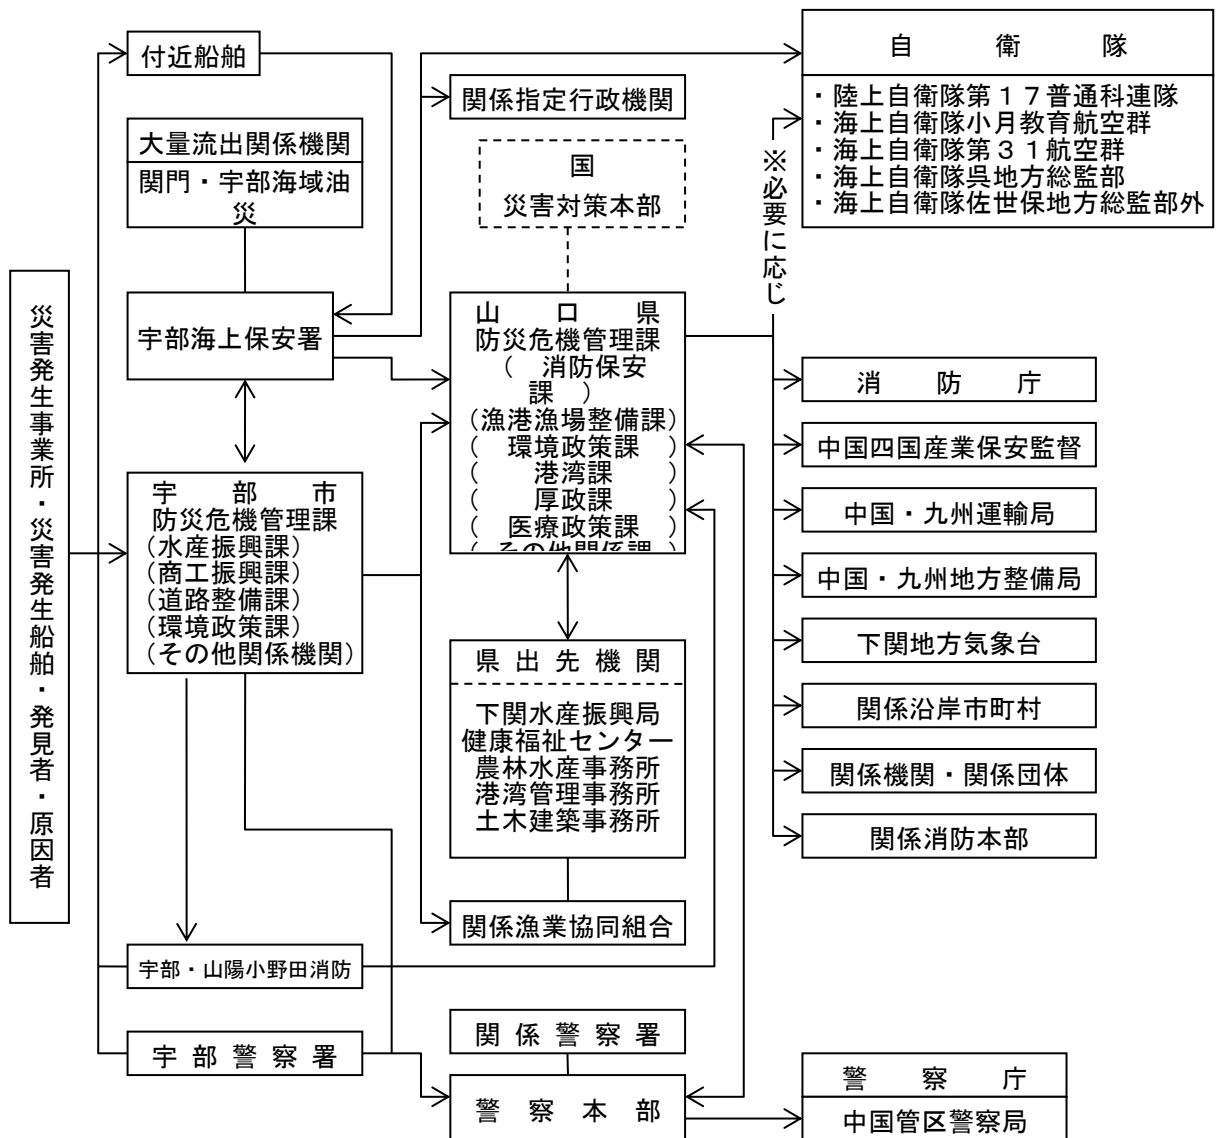 付近船舶
大量流出関係機関
関門・宇部海域油
災
災害発生事業所・災害発生船舶・発見者・原因者
宇部海上保安署
宇　部　市
防災危機管理課
(水産振興課)
(商工振興課)
(道路整備課)
(環境政策課)
(その他関係機関)
宇部・山陽小野田消防
宇部警察署
関係指定行政機関
国
災害対策本部
山　口　県
防災危機管理課
(　消防保安
課　)
(漁港漁場整備課)
(　環境政策課　)
(　港湾課　)
(　厚政課　)
(　医療政策課　)
(　その他関係課　)
県出先機関
下関水産振興局
健康福祉センター
農林水産事務所
港湾管理事務所
土木建築事務所
関係漁業協同組合
関係警察署
警察本部
自　衛　隊
・陸上自衛隊第１７普通科連隊
・海上自衛隊小月教育航空群
・海上自衛隊第３１航空群
・海上自衛隊呉地方総監部
・海上自衛隊佐世保地方総監部外
※必要に応じ
消　防　庁
中国四国産業保安監督
中国・九州運輸局
中国・九州地方整備局
下関地方気象台
関係沿岸市町村
関係機関・関係団体
関係消防本部
警　察　庁
中国管区警察局